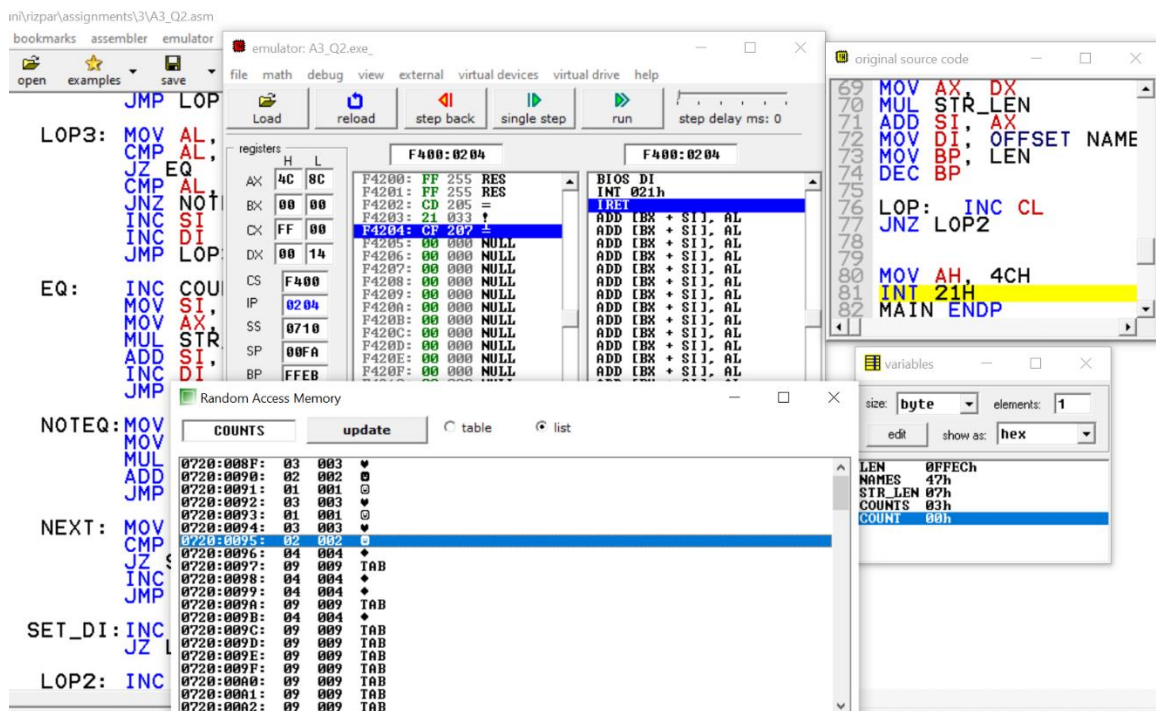 ıni\rizpar\assignments\3\A3_Q2.asm
bookmarks assembler emulator
open examples save
JMP LOP
LOP3: MOV AL,
CMP AL,
JZ EQ
CMP AL,
JNZ NOT
INC SI
INC DI
JMP LOP
EQ: INC COU
MOV SI,
MOV AX,
MUL STR
ADD SI,
INC DI
JMP
NOTEQ: MOV
MOV
MUL
ADD
JMP
NEXT: MOV
CMP
JZ
INC
JMP
SET_DI: INC
JZ
LOP2: INC
emulator: A3_Q2.exe_
file math debug view external virtual devices virtual drive help
Load reload step back single step run step delay ms: 0
registers
H L
AX 4C 8C
BX 00 00
CX FF 00
DX 00 14
CS F400
IP 0204
SS 0710
SP 00FA
BP FFEB
F400:0204
F4200: FF 255 RES
F4201: FF 255 RES
F4202: CD 205 =
F4203: 21 033 !
F4204: CF 207
F4205: 00 000 NULL
F4206: 00 000 NULL
F4207: 00 000 NULL
F4208: 00 000 NULL
F4209: 00 000 NULL
F420A: 00 000 NULL
F420B: 00 000 NULL
F420C: 00 000 NULL
F420D: 00 000 NULL
F420E: 00 000 NULL
F420F: 00 000 NULL
F400:0204
BIOS DI
INT 021h
IRET
ADD [BX + SI], AL
ADD [BX + SI], AL
ADD [BX + SI], AL
ADD [BX + SI], AL
ADD [BX + SI], AL
ADD [BX + SI], AL
ADD [BX + SI], AL
ADD [BX + SI], AL
ADD [BX + SI], AL
ADD [BX + SI], AL
ADD [BX + SI], AL
ADD [BX + SI], AL
original source code
69 MOV AX, DX
70 MUL STR_LEN
71 ADD SI, AX
72 MOV DI, OFFSET NAME
73 MOV BP, LEN
74 DEC BP
75
76 LOP: INC CL
77 JNZ LOP2
78
79
80 MOV AH, 4CH
81 INT 21H
82 MAIN ENDP
Random Access Memory
COUNTS update table list
0720:008F: 03 003 ♥
0720:0090: 02 002 ☻
0720:0091: 01 001 ☺
0720:0092: 03 003 ♥
0720:0093: 01 001 ☺
0720:0094: 03 003 ♥
0720:0095: 02 002 ☻
0720:0096: 04 004 ♦
0720:0097: 09 009 TAB
0720:0098: 04 004 ♦
0720:0099: 04 004 ♦
0720:009A: 09 009 TAB
0720:009B: 04 004 ♦
0720:009C: 09 009 TAB
0720:009D: 09 009 TAB
0720:009E: 09 009 TAB
0720:009F: 09 009 TAB
0720:00A0: 09 009 TAB
0720:00A1: 09 009 TAB
0720:00A2: 09 009 TAB
variables
size: byte elements: 1
edit show as: hex
LEN 0FFECh
NAMES 47h
STR_LEN 07h
COUNTS 03h
COUNT 00h